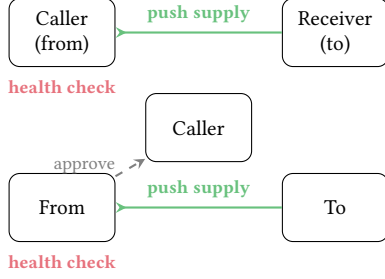 Caller
(from)
push supply
Receiver
(to)
health check
Caller
approve
From
push supply
To
health check